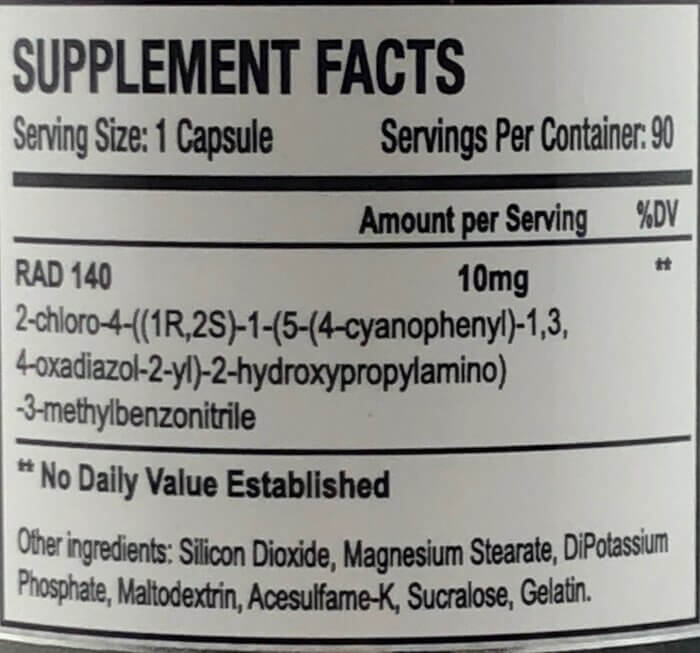 SUPPLEMENT FACTS
Serving Size: 1 Capsule Servings Per Container: 90
Amount per Serving %DV
RAD 140 10mg **
2-chloro-4-((1R,2S)-1-(5-(4-cyanophenyl)-1,3,
4-oxadiazol-2-yl)-2-hydroxypropylamino)
-3-methylbenzonitrile
** No Daily Value Established
Other ingredients: Silicon Dioxide, Magnesium Stearate, DiPotassium
Phosphate, Maltodextrin, Acesulfame-K, Sucralose, Gelatin.